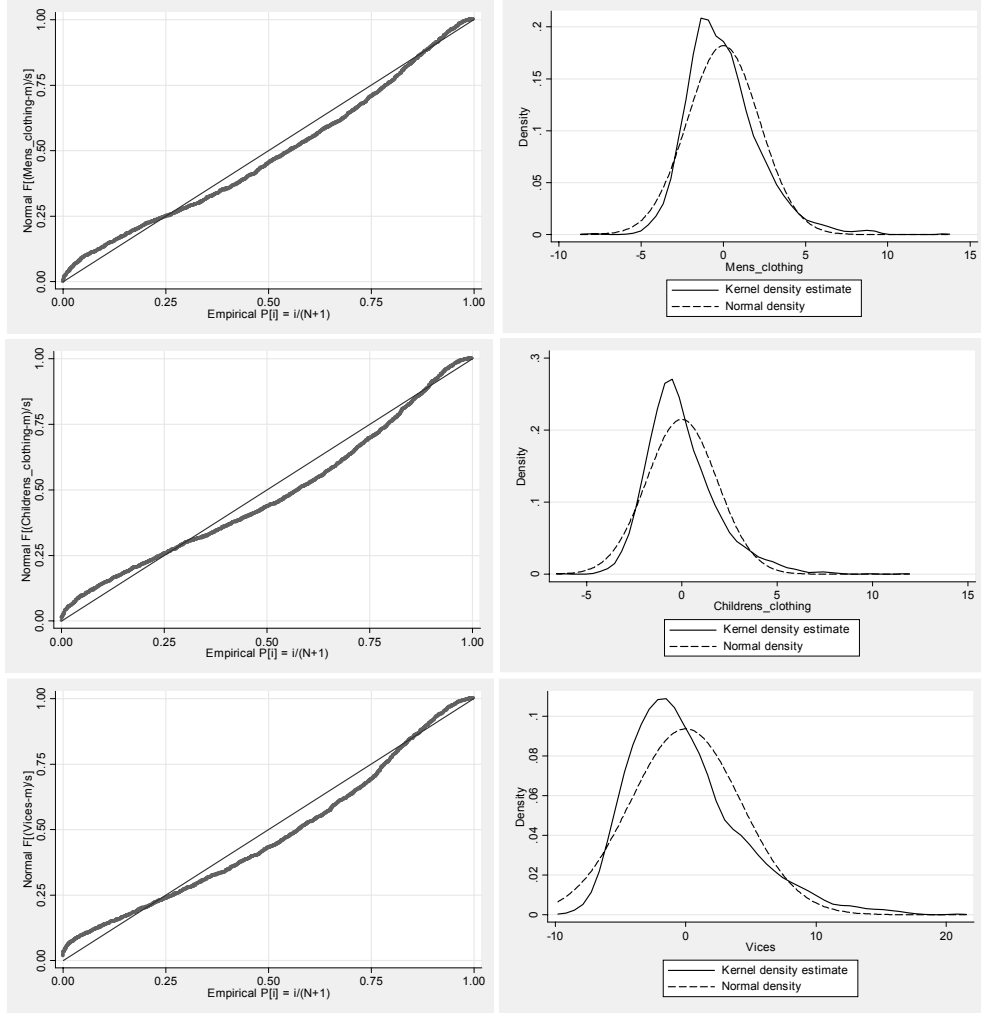 Normal F[(Mens_clothing-m)/s]
1.00
0.75
0.50
0.25
0.00
0.00 0.25 0.50 0.75 1.00
Empirical P[i] = i/(N+1)
Density
.2
.15
.1
.05
0
-10 -5 0 5 10 15
Mens_clothing
Kernel density estimate
Normal density
Normal F[(Childrens_clothing-m)/s]
1.00
0.75
0.50
0.25
0.00
0.00 0.25 0.50 0.75 1.00
Empirical P[i] = i/(N+1)
Density
.3
.2
.1
0
-5 0 5 10 15
Childrens_clothing
Kernel density estimate
Normal density
Normal F[(Vices-m)/s]
1.00
0.75
0.50
0.25
0.00
0.00 0.25 0.50 0.75 1.00
Empirical P[i] = i/(N+1)
Density
.1
.08
.06
.04
.02
0
-10 0 10 20
Vices
Kernel density estimate
Normal density